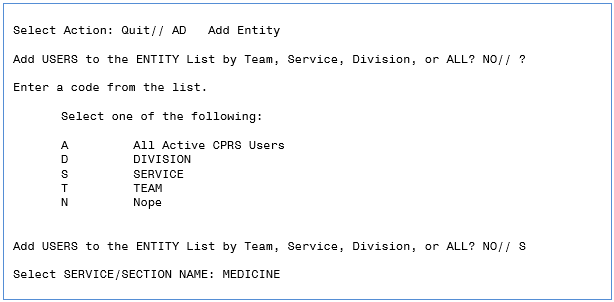 Select Action: Quit// AD   Add Entity
Add USERS to the ENTITY List by Team, Service, Division, or ALL? NO// ?
Enter a code from the list.
Select one of the following:
A         All Active CPRS Users
D         DIVISION
S         SERVICE
T         TEAM
N         Nope
Add USERS to the ENTITY List by Team, Service, Division, or ALL? NO// S
Select SERVICE/SECTION NAME: MEDICINE